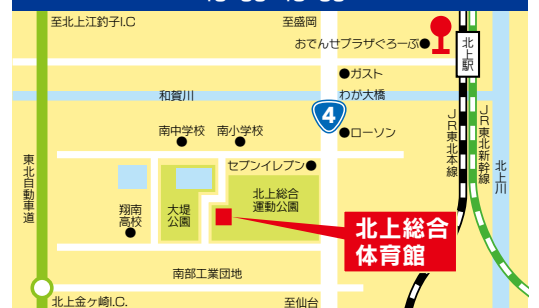 至北上江釣子I.C
至盛岡
おでんせプラザぐろーぶ
北上駅
ガスト
和賀川
わが大橋
4
南中学校
南小学校
ローソン
JR東北本線
JR東北新幹線
東北自動車道
セブンイレブン
北上川
翔南
高校
大堤
公園
北上総合
運動公園
北上総合
体育館
南部工業団地
北上金ヶ崎I.C.
至仙台